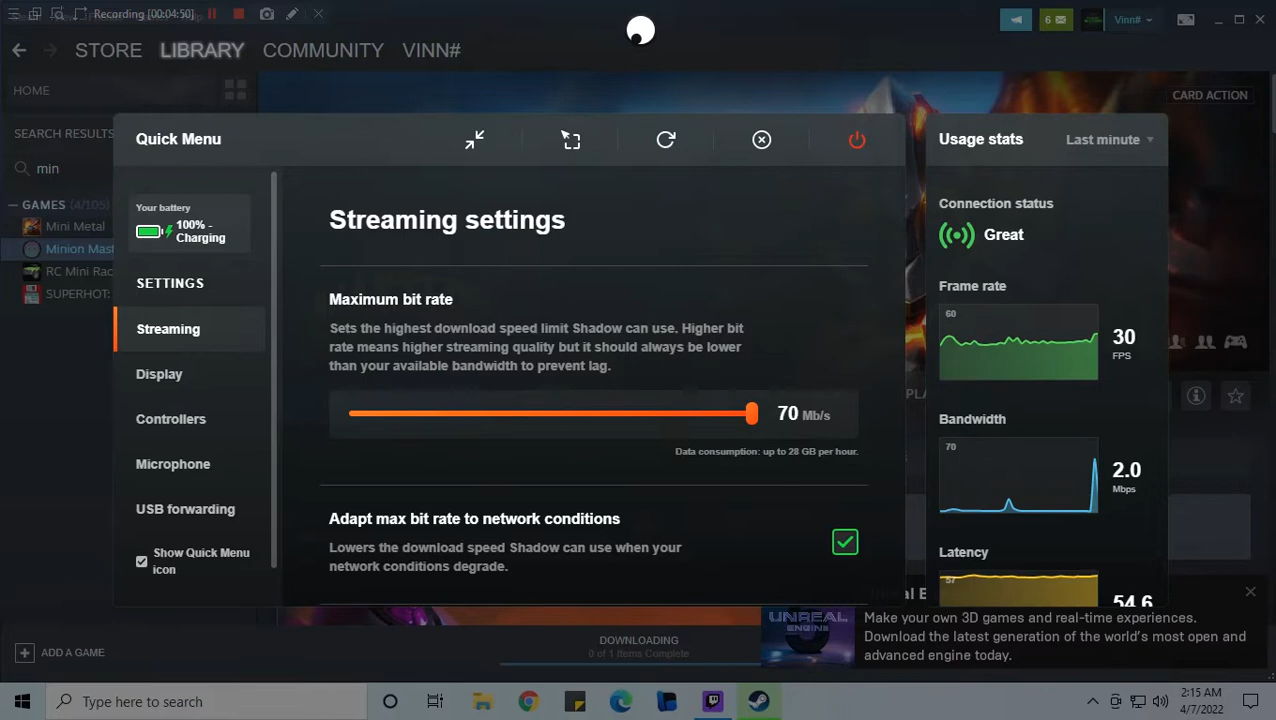 Recording [00:04:50]
6
Vinn#
STORE
LIBRARY
COMMUNITY
VINN#
HOME
CARD ACTION
SEARCH RESULTS
min
GAMES (4/105)
Mini Metal
Minion Mast
RC Mini Rac
SUPERHOT:
Quick Menu
Your battery
100% -
Charging
SETTINGS
Streaming
Display
Controllers
Microphone
USB forwarding
Show Quick Menu
icon
Streaming settings
Maximum bit rate
Sets the highest download speed limit Shadow can use. Higher bit
rate means higher streaming quality but it should always be lower
than your available bandwidth to prevent lag.
70 Mb/s
Data consumption: up to 28 GB per hour.
Adapt max bit rate to network conditions
Lowers the download speed Shadow can use when your
network conditions degrade.
Usage stats
Last minute
Connection status
Great
Frame rate
60
30
FPS
Bandwidth
70
2.0
Mbps
Latency
57
54.6
UNREAL
ENGINE
Make your own 3D games and real-time experiences.
Download the latest generation of the world's most open and
advanced engine today.
ADD A GAME
DOWNLOADING
0 of 1 Items Complete
Type here to search
2:15 AM
4/7/2022